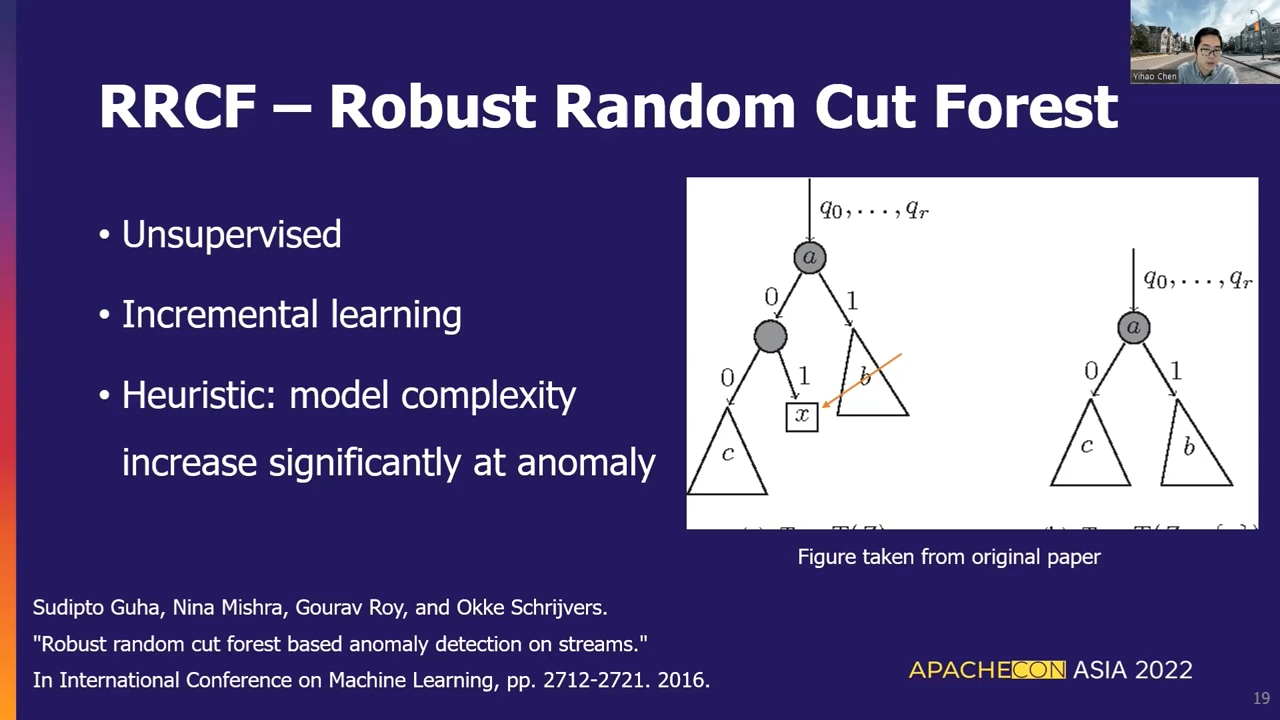 Yihao Chen
RRCF – Robust Random Cut Forest
• Unsupervised
• Incremental learning
• Heuristic: model complexity
increase significantly at anomaly
q0, . . . , qr
a
0
1
0
1
b
x
c
q0, . . . , qr
a
0
1
c
b
Figure taken from original paper
Sudipto Guha, Nina Mishra, Gourav Roy, and Okke Schrijvers.
"Robust random cut forest based anomaly detection on streams."
In International Conference on Machine Learning, pp. 2712-2721. 2016.
APACHECON ASIA 2022
19